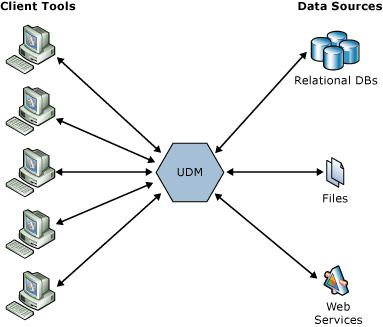 Client Tools
Data Sources
Relational DBs
UDM
Files
Web
Services